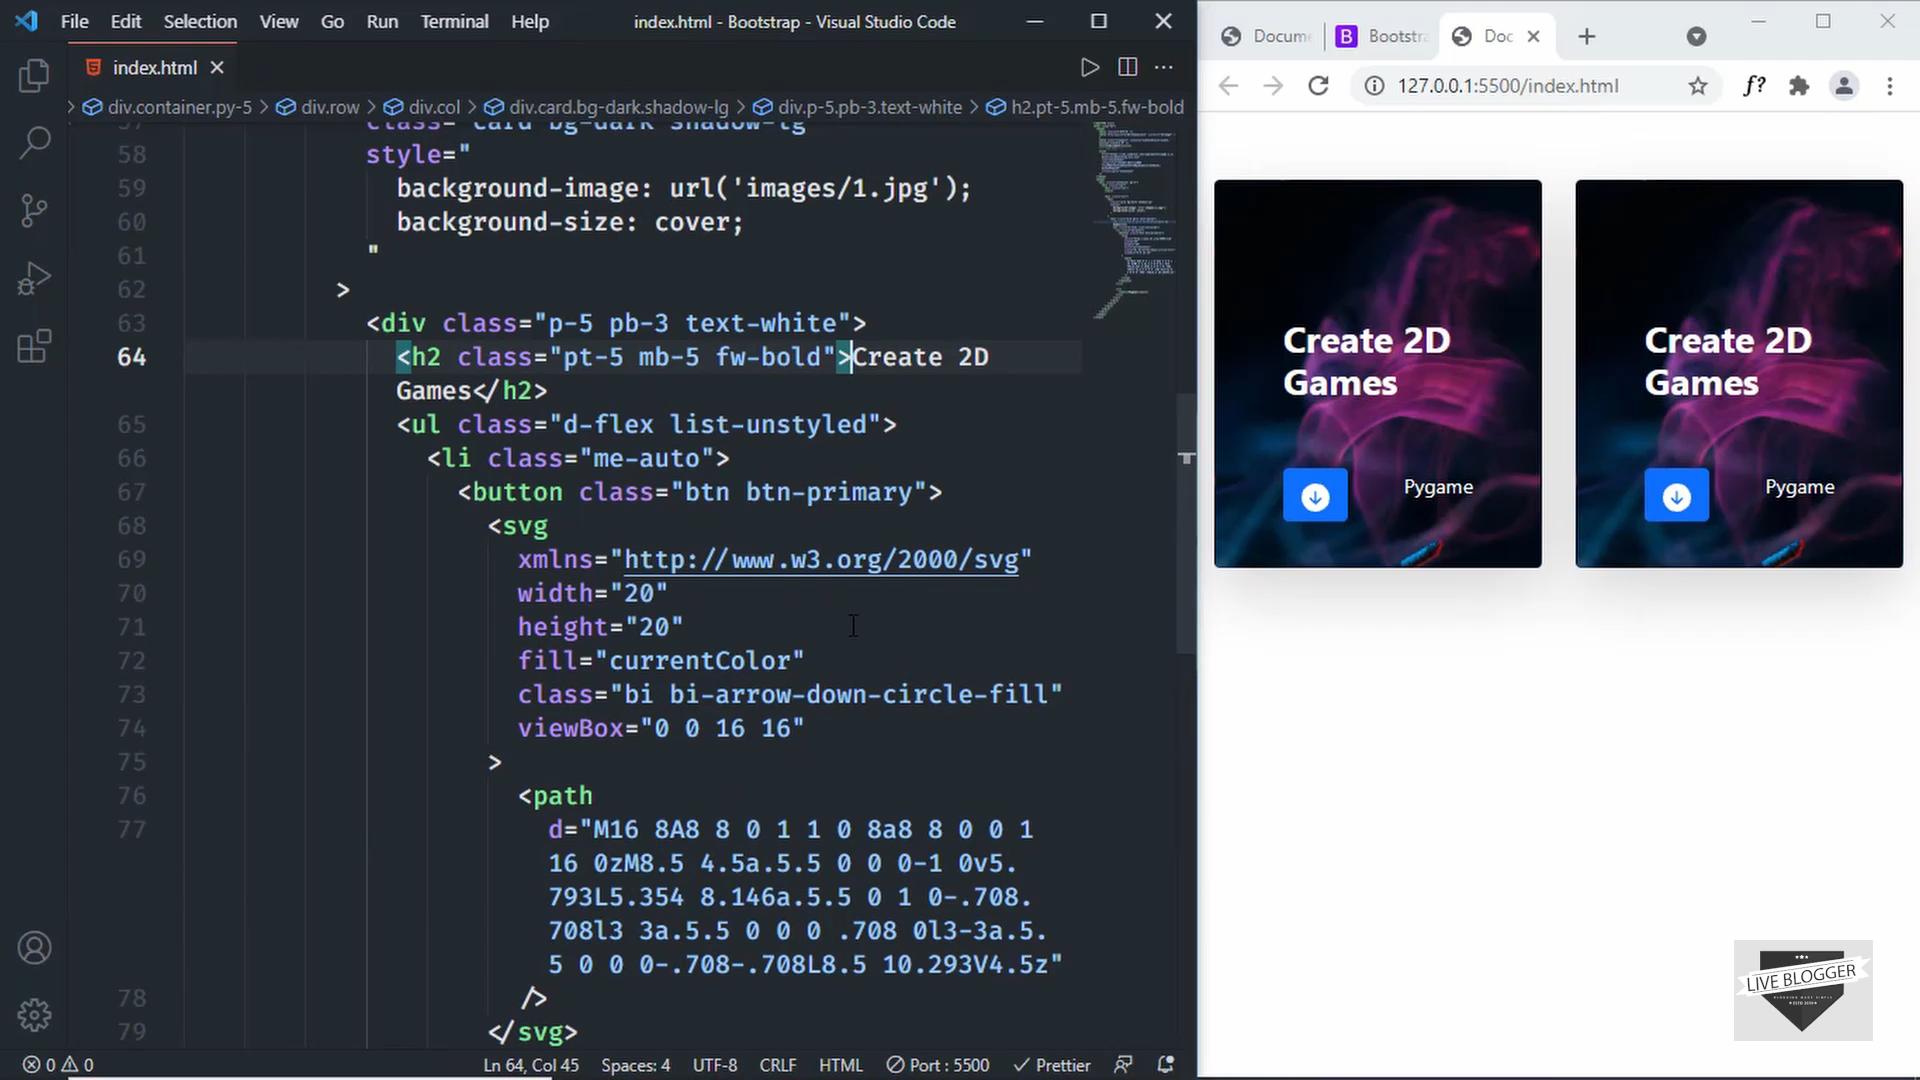 File Edit Selection View Go Run Terminal Help index.html - Bootstrap - Visual Studio Code
index.html
div.container.py-5 > div.row > div.col > div.card.bg-dark.shadow-lg > div.p-5.pb-3.text-white > h2.pt-5.mb-5.fw-bold
57 class="card bg-dark shadow-lg"
58 style="
59 background-image: url('images/1.jpg');
60 background-size: cover;
61 "
62 >
63 <div class="p-5 pb-3 text-white">
64 <h2 class="pt-5 mb-5 fw-bold">Create 2D
Games</h2>
65 <ul class="d-flex list-unstyled">
66 <li class="me-auto">
67 <button class="btn btn-primary">
68 <svg
69 xmlns="http://www.w3.org/2000/svg"
70 width="20"
71 height="20"
72 fill="currentColor"
73 class="bi bi-arrow-down-circle-fill"
74 viewBox="0 0 16 16"
75 >
76 <path
77 d="M16 8A8 8 0 1 1 0 8a8 8 0 0 1
16 0zM8.5 4.5a.5.5 0 0 0-1 0v5.
793L5.354 8.146a.5.5 0 1 0-.708.
708l3 3a.5.5 0 0 0 .708 0l3-3a.5.
5 0 0 0-.708-.708L8.5 10.293V4.5z"
78 />
79 </svg>
0 0 Ln 64, Col 45 Spaces: 4 UTF-8 CRLF HTML Port : 5500 Prettier
Docume Bootstra Doc
127.0.0.1:5500/index.html f?
Create 2D
Games
Pygame
Create 2D
Games
Pygame
LIVE BLOGGER